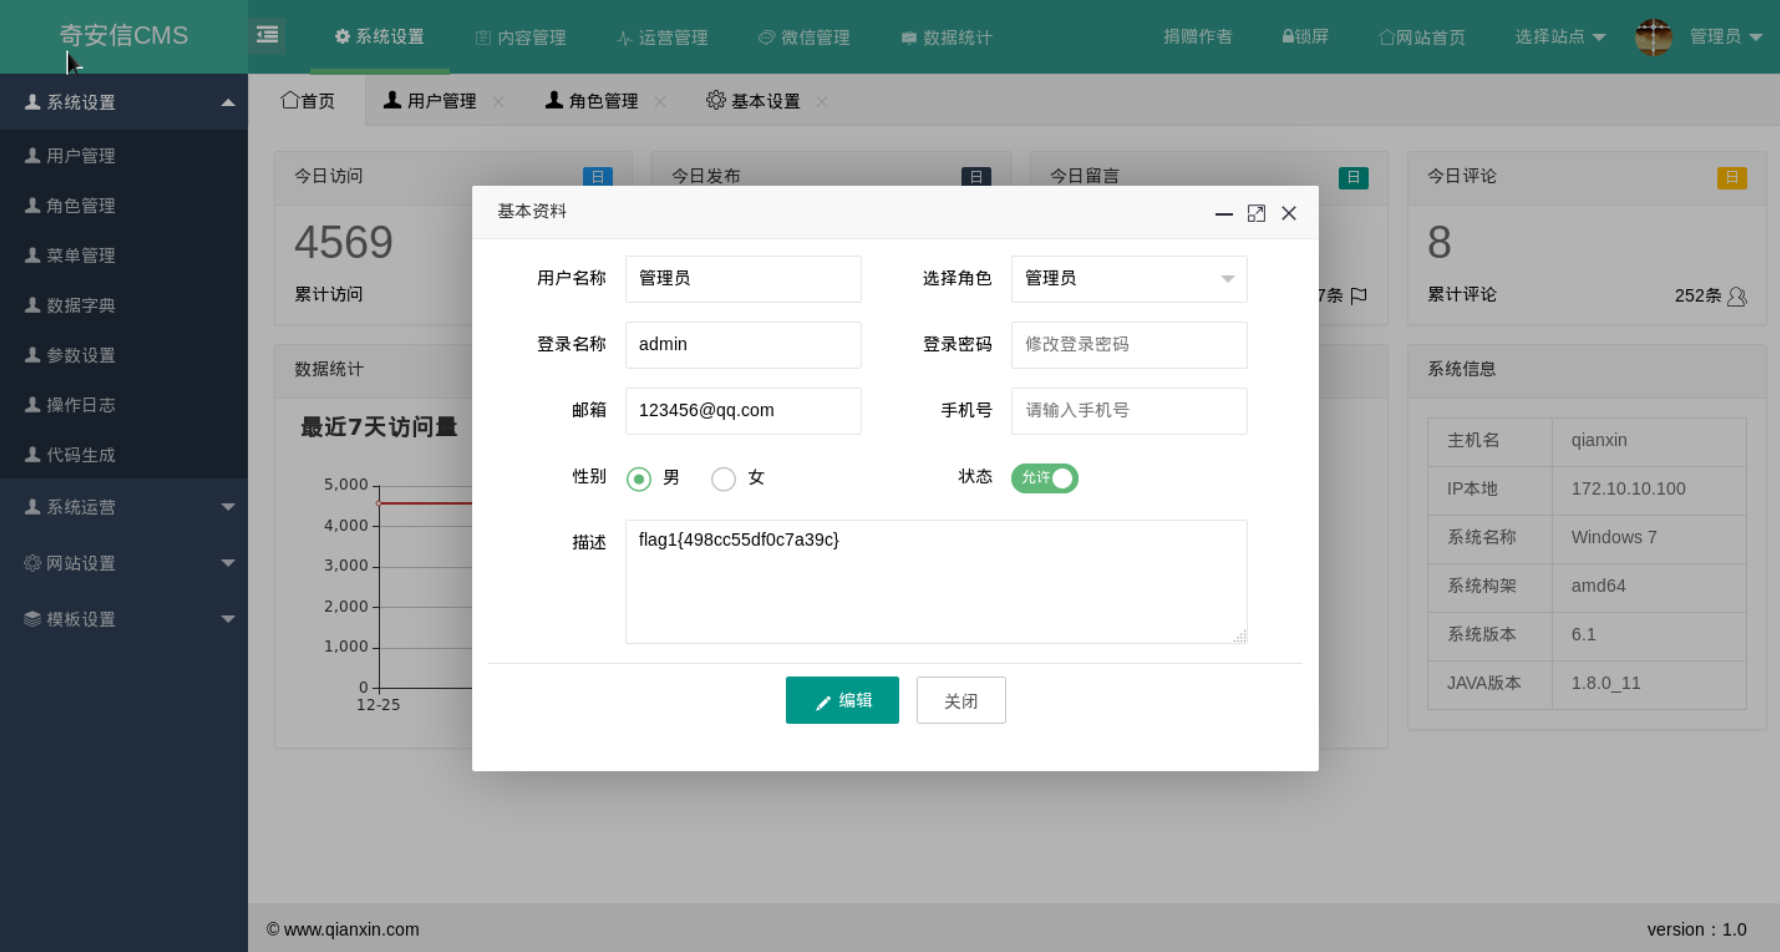 奇安信CMS
系统设置
内容管理
运营管理
微信管理
数据统计
捐赠作者
锁屏
网站首页
选择站点
管理员
系统设置
用户管理
角色管理
菜单管理
数据字典
参数设置
操作日志
代码生成
系统运营
网站设置
模板设置
首页
用户管理
角色管理
基本设置
今日访问
日
4569
累计访问
今日发布
日
今日留言
日
7条
今日评论
日
8
累计评论
252条
数据统计
最近7天访问量
5,000
4,000
3,000
2,000
1,000
0
12-25
系统信息
主机名 qianxin
IP本地 172.10.10.100
系统名称 Windows 7
系统构架 amd64
系统版本 6.1
JAVA版本 1.8.0_11
基本资料
用户名称 管理员
选择角色 管理员
登录名称 admin
登录密码 修改登录密码
邮箱 123456@qq.com
手机号 请输入手机号
性别 男 女
状态 允许
描述 flag1{498cc55df0c7a39c}
编辑
关闭
© www.qianxin.com
version：1.0